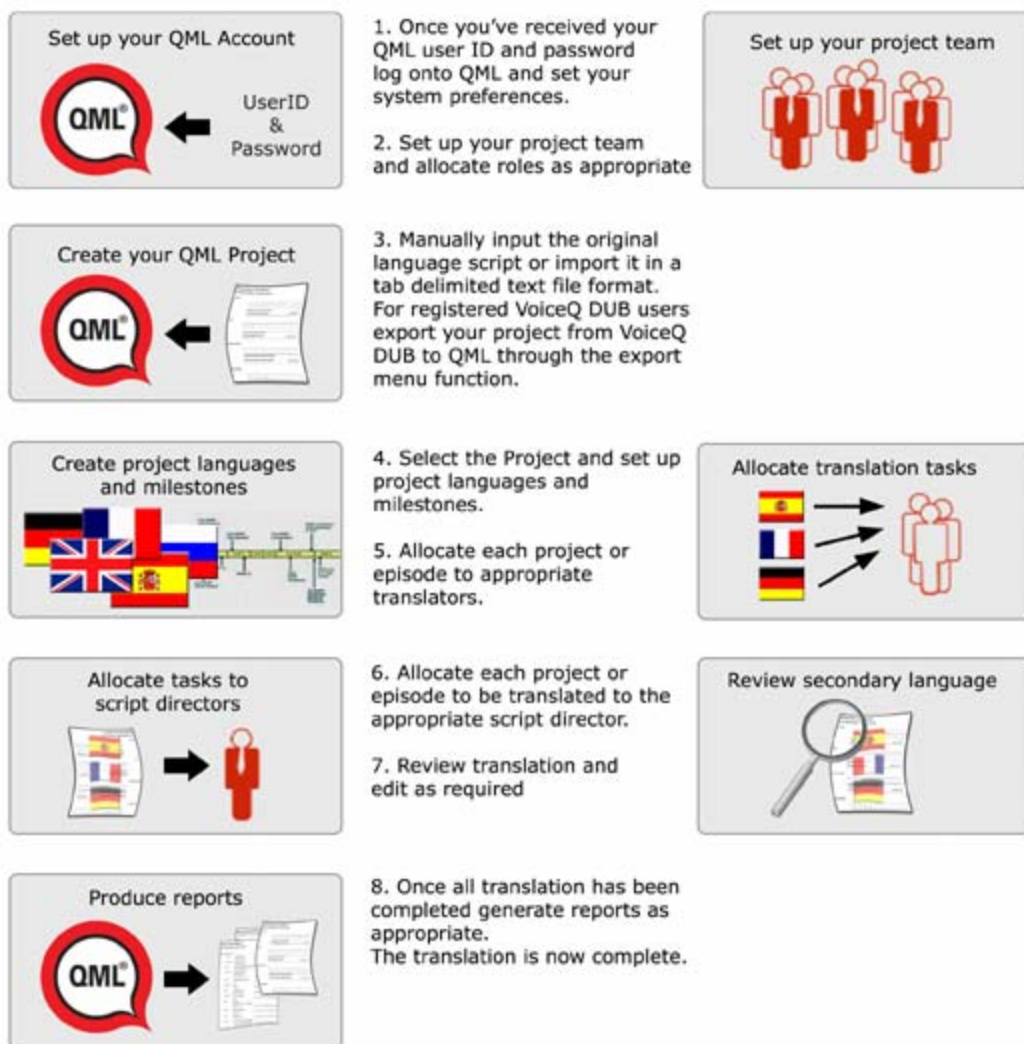 Set up your QML Account
QML®
UserID
&
Password
1. Once you've received your
QML user ID and password
log onto QML and set your
system preferences.
2. Set up your project team
and allocate roles as appropriate
Set up your project team
Create your QML Project
QML®
3. Manually input the original
language script or import it in a
tab delimited text file format.
For registered VoiceQ DUB users
export your project from VoiceQ
DUB to QML through the export
menu function.
Create project languages
and milestones
4. Select the Project and set up
project languages and
milestones.
5. Allocate each project or
episode to appropriate
translators.
Allocate translation tasks
Allocate tasks to
script directors
6. Allocate each project or
episode to be translated to the
appropriate script director.
7. Review translation and
edit as required
Review secondary language
Produce reports
QML®
8. Once all translation has been
completed generate reports as
appropriate.
The translation is now complete.